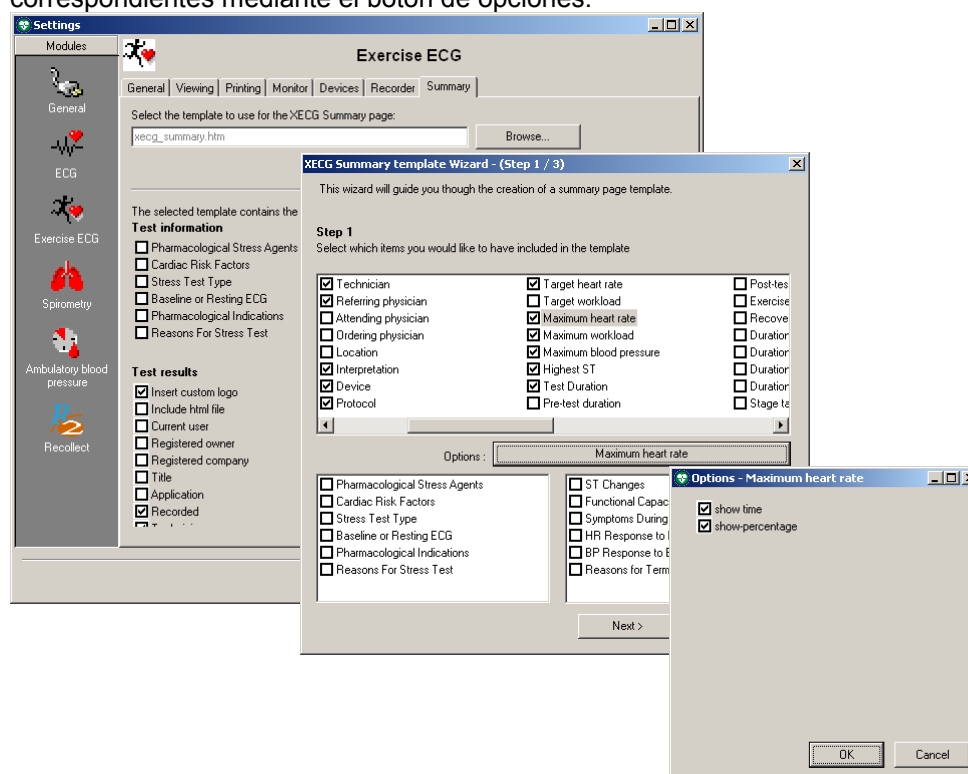 correspondientes mediante el botón de opciones:
Settings
Modules
General
ECG
Exercise ECG
Spirometry
Ambulatory blood
pressure
Recollect
Exercise ECG
General Viewing Printing Monitor Devices Recorder Summary
Select the template to use for the XECG Summary page:
xecg_summary.htm Browse...
The selected template contains the
Test information
Pharmacological Stress Agents
Cardiac Risk Factors
Stress Test Type
Baseline or Resting ECG
Pharmacological Indications
Reasons For Stress Test
Test results
Insert custom logo
Include html file
Current user
Registered owner
Registered company
Title
Application
Recorded
XECG Summary template Wizard - (Step 1 / 3)
This wizard will guide you though the creation of a summary page template.
Step 1
Select which items you would like to have included in the template
Technician
Referring physician
Attending physician
Ordering physician
Location
Interpretation
Device
Protocol
Target heart rate
Target workload
Maximum heart rate
Maximum workload
Maximum blood pressure
Highest ST
Test Duration
Pre-test duration
Post-tes
Exercise
Recove
Duration
Duration
Duration
Duration
Stage ta
Options : Maximum heart rate
Pharmacological Stress Agents
Cardiac Risk Factors
Stress Test Type
Baseline or Resting ECG
Pharmacological Indications
Reasons For Stress Test
ST Changes
Functional Capac
Symptoms During
HR Response to
BP Response to
Reasons for Term
Next >
Options - Maximum heart rate
show time
show-percentage
OK Cancel